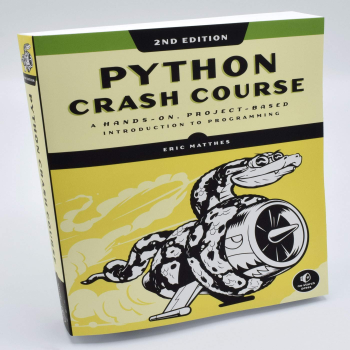 2ND EDITION
PYTHON
CRASH COURSE
A HANDS-ON, PROJECT-BASED
INTRODUCTION TO PROGRAMMING
ERIC MATTHES
PYTHON CRASH COURSE